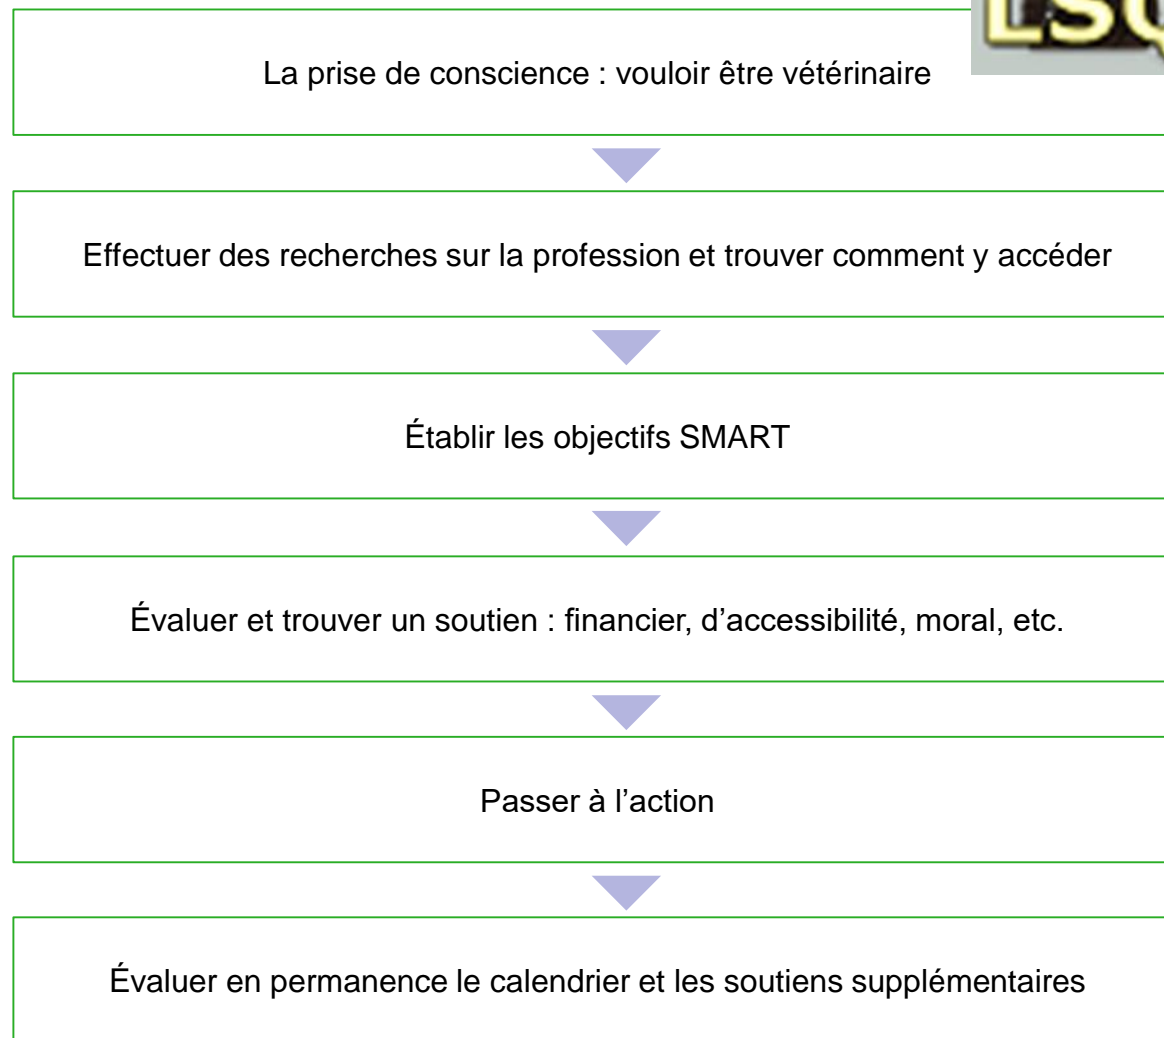 LSQ
La prise de conscience : vouloir être vétérinaire
Effectuer des recherches sur la profession et trouver comment y accéder
Établir les objectifs SMART
Évaluer et trouver un soutien : financier, d’accessibilité, moral, etc.
Passer à l’action
Évaluer en permanence le calendrier et les soutiens supplémentaires